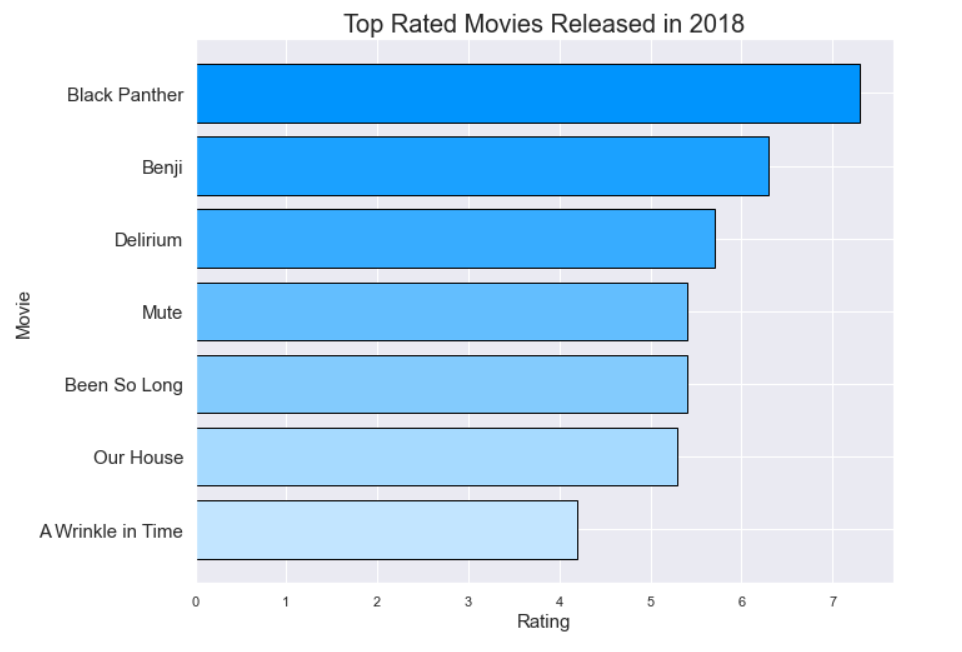 Top Rated Movies Released in 2018
Black Panther
Benji
Delirium
Mute
Been So Long
Our House
A Wrinkle in Time
Movie
0 1 2 3 4 5 6 7
Rating